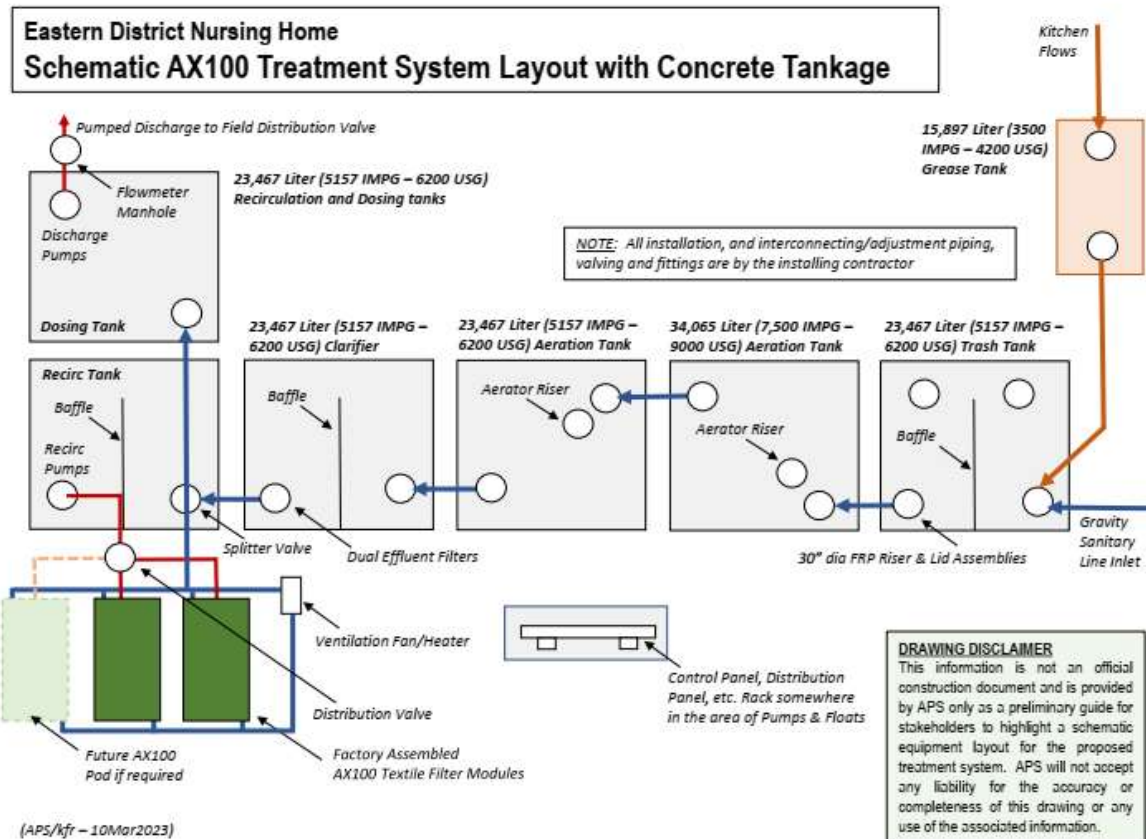 Eastern District Nursing Home
Schematic AX100 Treatment System Layout with Concrete Tankage
Kitchen
Flows
Pumped Discharge to Field Distribution Valve
15,897 Liter (3500
IMPG – 4200 USG)
Grease Tank
Flowmeter
Manhole
23,467 Liter (5157 IMPG – 6200 USG)
Recirculation and Dosing tanks
Discharge
Pumps
NOTE: All installation, and interconnecting/adjustment piping,
valving and fittings are by the installing contractor
Dosing Tank
23,467 Liter (5157 IMPG –
6200 USG) Clarifier
23,467 Liter (5157 IMPG –
6200 USG) Aeration Tank
34,065 Liter (7,500 IMPG –
9000 USG) Aeration Tank
23,467 Liter (5157 IMPG –
6200 USG) Trash Tank
Recirc Tank
Baffle
Recirc
Pumps
Baffle
Aerator Riser
Aerator Riser
Baffle
Splitter Valve
Dual Effluent Filters
30" dia FRP Riser & Lid Assemblies
Gravity
Sanitary
Line Inlet
Ventilation Fan/Heater
Distribution Valve
Control Panel, Distribution
Panel, etc. Rack somewhere
in the area of Pumps & Floats
Future AX100
Pod if required
Factory Assembled
AX100 Textile Filter Modules
DRAWING DISCLAIMER
This information is not an official
construction document and is provided
by APS only as a preliminary guide for
stakeholders to highlight a schematic
equipment layout for the proposed
treatment system. APS will not accept
any liability for the accuracy or
completeness of this drawing or any
use of the associated information.
(APS/kfr – 10Mar2023)